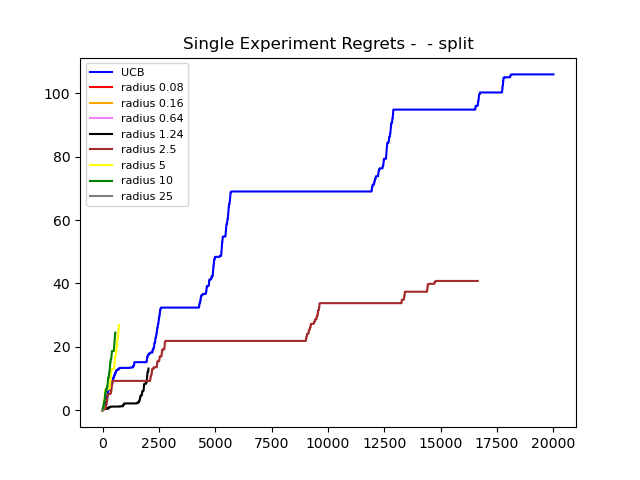 Single Experiment Regrets -  - split
UCB
radius 0.08
radius 0.16
radius 0.64
radius 1.24
radius 2.5
radius 5
radius 10
radius 25
100
80
60
40
20
0
0 2500 5000 7500 10000 12500 15000 17500 20000